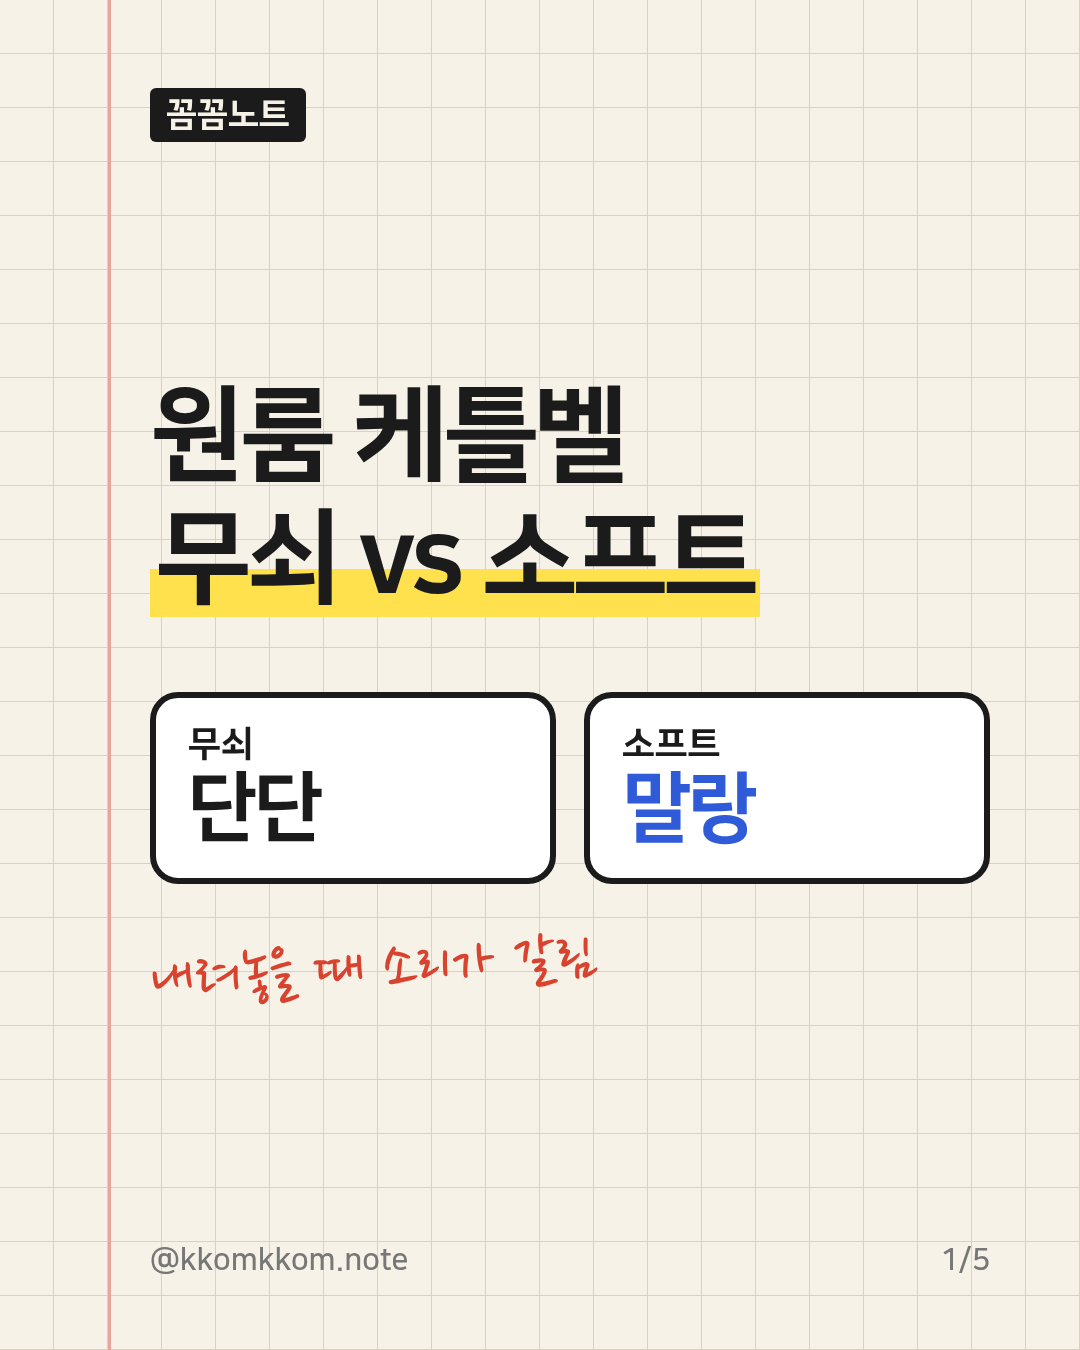 꼼꼼노트
원룸 케틀벨
무쇠 vs 소프트
무쇠
단단
소프트
말랑
내려놓을 때 소리가 갈림
@kkomkkom.note
1/5